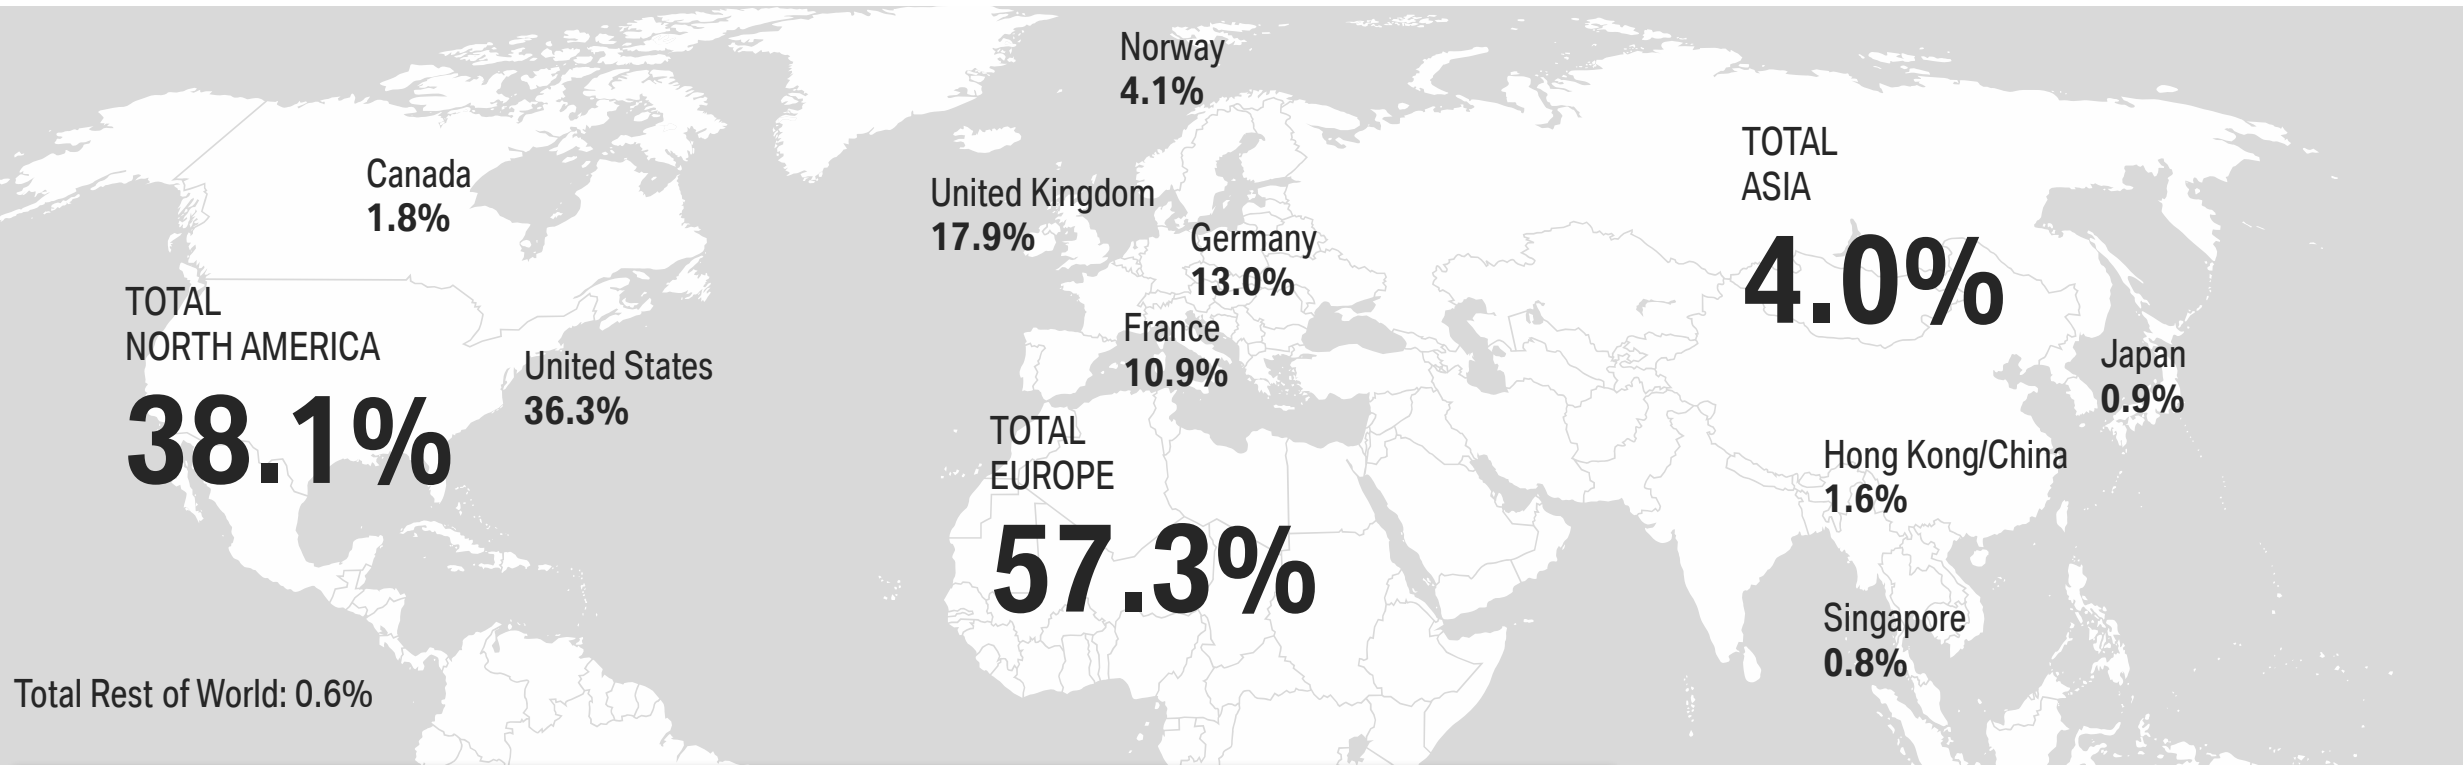 Norway
4.1%
Canada
1.8%
United Kingdom
17.9%
Germany
13.0%
France
10.9%
TOTAL
ASIA
4.0%
TOTAL
NORTH AMERICA
38.1%
United States
36.3%
Japan
0.9%
TOTAL
EUROPE
57.3%
Hong Kong/China
1.6%
Singapore
0.8%
Total Rest of World: 0.6%